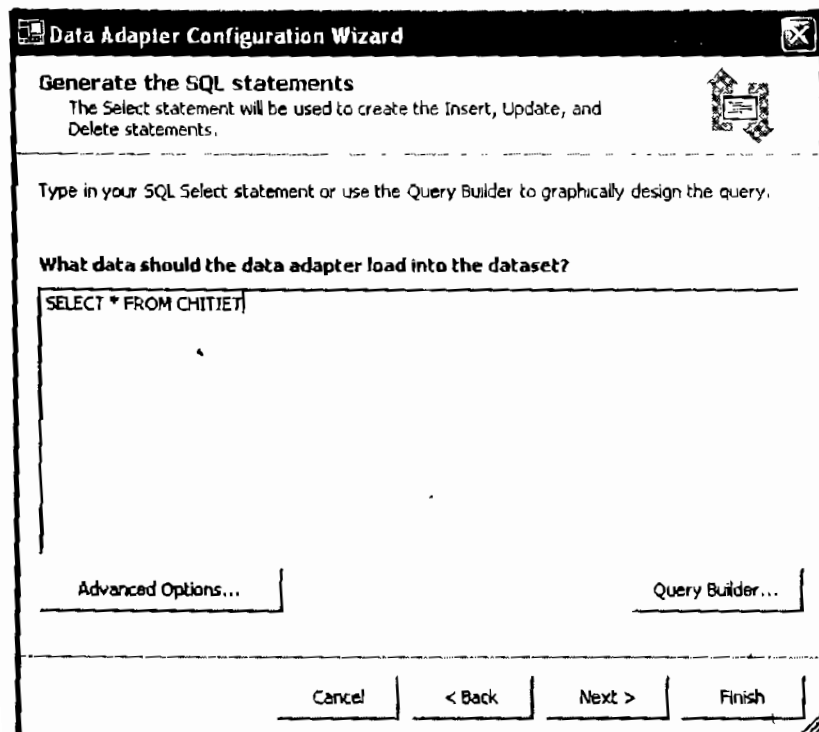 Data Adapter Configuration Wizard
Generate the SQL statements
The Select statement will be used to create the Insert, Update, and
Delete statements.
Type in your SQL Select statement or use the Query Builder to graphically design the query.
What data should the data adapter load into the dataset?
SELECT * FROM CHITIET
Advanced Options...
Query Builder...
Cancel
< Back
Next >
Finish